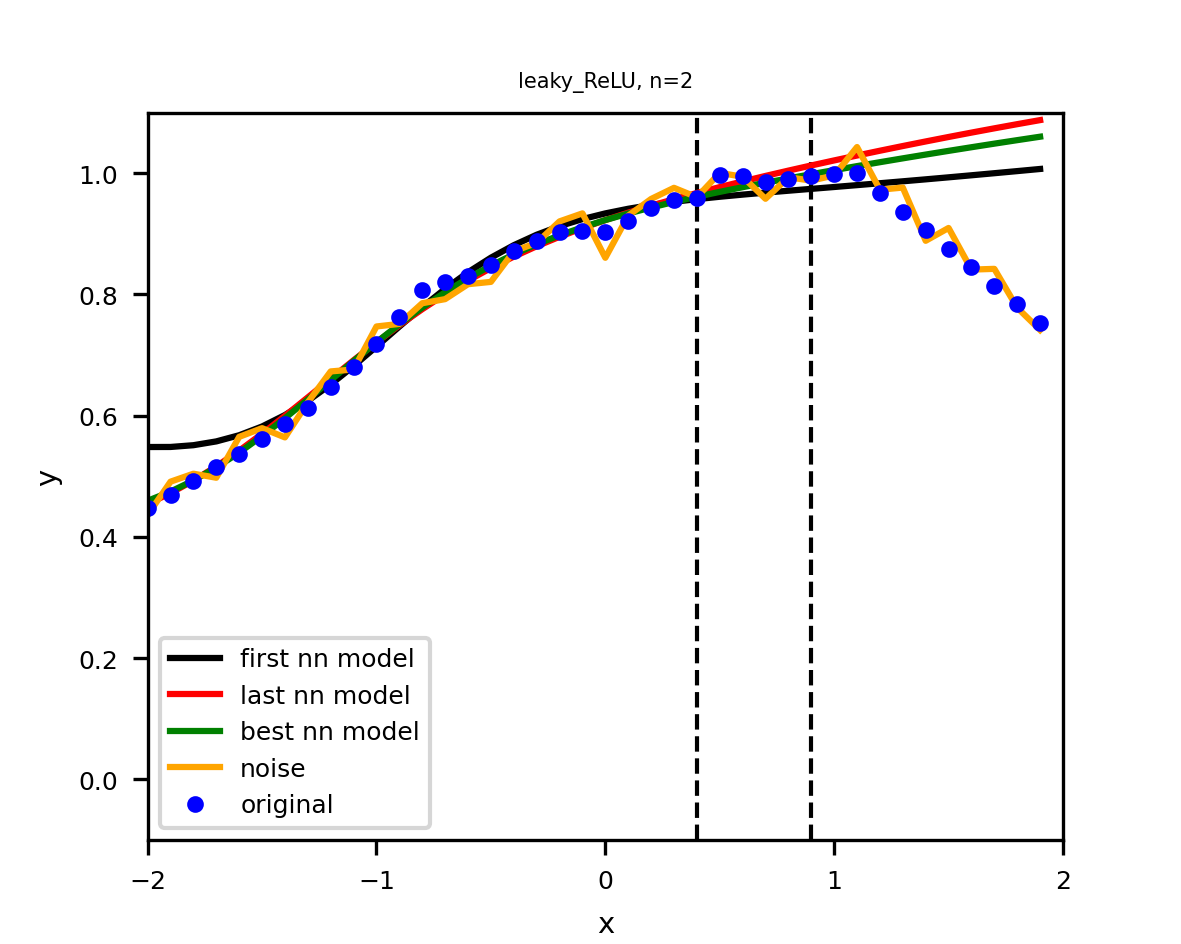 leaky_ReLU, n=2
1.0
0.8
0.6
0.4
0.2
0.0
y
first nn model
last nn model
best nn model
noise
original
−2
−1
0
1
2
x